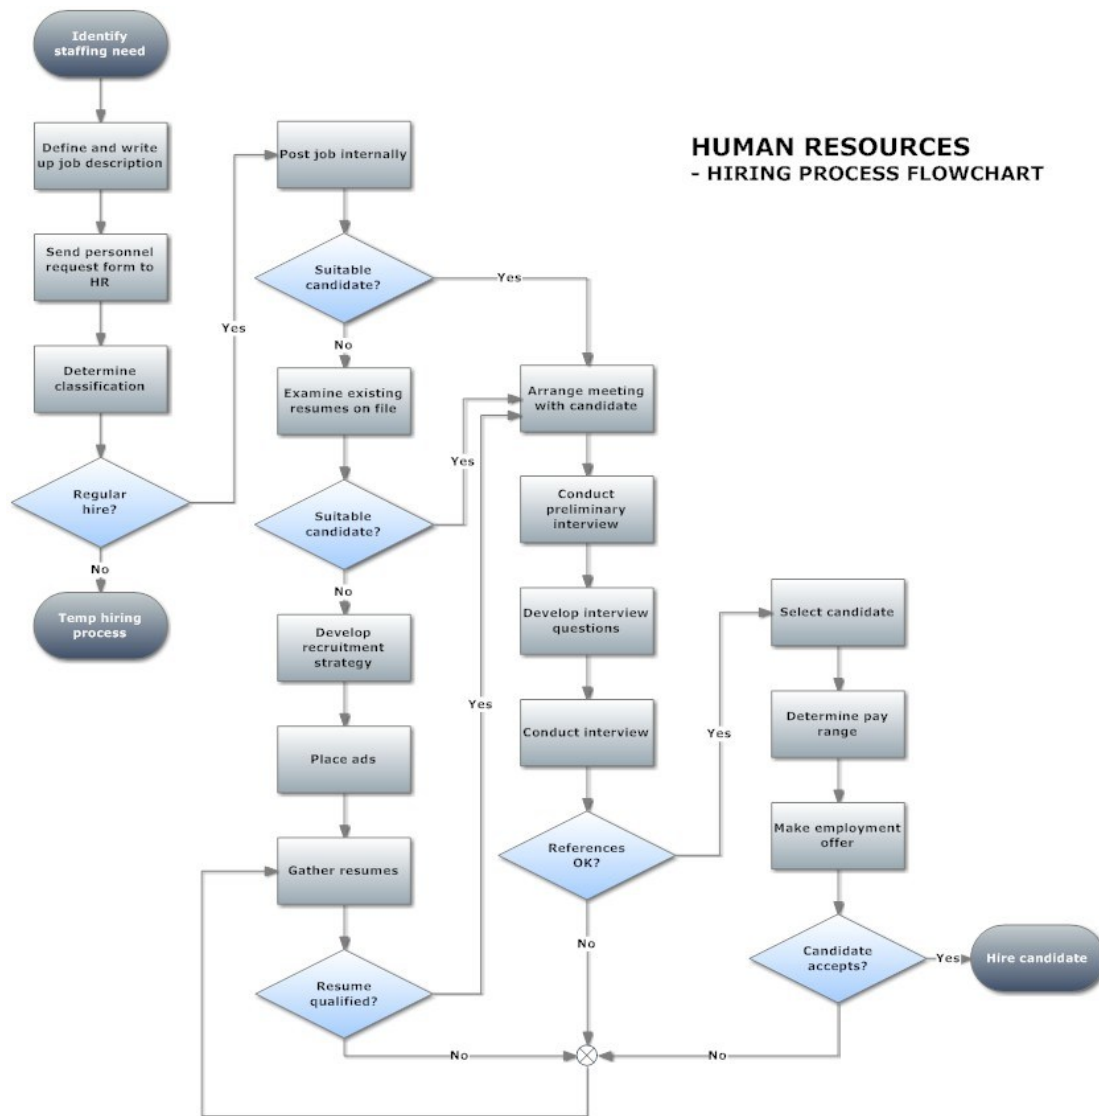 Identify
staffing need
Define and write
up job description
Send personnel
request form to
HR
Determine
classification
Regular
hire?
Yes
No
Temp hiring
process
Post job internally
Suitable
candidate?
Yes
No
Examine existing
resumes on file
Suitable
candidate?
Yes
No
Develop
recruitment
strategy
Place ads
Gather resumes
Resume
qualified?
Yes
No
HUMAN RESOURCES
- HIRING PROCESS FLOWCHART
Arrange meeting
with candidate
Conduct
preliminary
interview
Develop interview
questions
Conduct interview
References
OK?
Yes
No
Select candidate
Determine pay
range
Make employment
offer
Candidate
accepts?
Yes
No
Hire candidate